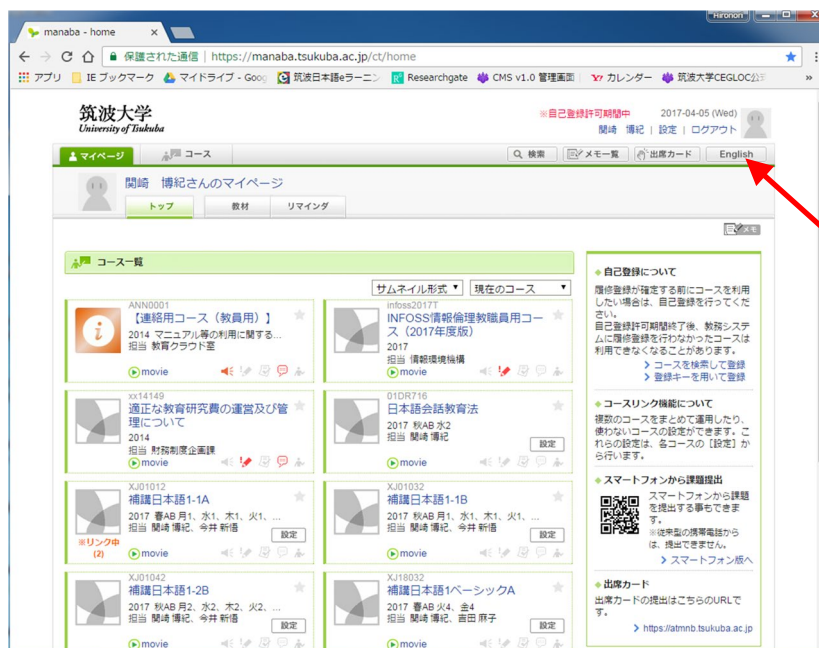 Hironori
manaba - home
保護された通信 | https://manaba.tsukuba.ac.jp/ct/home
アプリ IE ブックマーク マイドライブ - Goog 筑波日本語eラーニン Researchgate CMS v1.0 管理画面 カレンダー 筑波大学CEGLOC公式 »
筑波大学
University of Tsukuba
※自己登録許可期間中 2017-04-05 (Wed)
関崎 博紀 | 設定 | ログアウト
マイページ コース 検索 メモ一覧 出席カード English
関崎 博紀さんのマイページ
トップ 教材 リマインダ
メモ
コース一覧
サムネイル形式 現在のコース
ANN0001
【連絡用コース（教員用）】
2014 マニュアル等の利用に関する...
担当 教育クラウド室
movie
infoss2017T
INFOSS情報倫理教職員用コース（2017年度版）
2017
担当 情報環境機構
movie
xx14149
適正な教育研究費の運営及び管理について
2014
担当 財務制度企画課
movie
01DR716
日本語会話教育法
2017 秋AB 水2
担当 関崎 博紀
設定
movie
XJ01012
補講日本語1-1A
2017 春AB 月1、水1、木1、火1、...
担当 関崎 博紀、今井 新悟
設定
※リンク中
(2)
movie
XJ01032
補講日本語1-1B
2017 秋AB 月1、水1、木1、火1、...
担当 関崎 博紀、今井 新悟
設定
movie
XJ01042
補講日本語1-2B
2017 秋AB 月2、水2、木2、火2、...
担当 関崎 博紀、今井 新悟
設定
movie
XJ18032
補講日本語1ベーシックA
2017 春AB 火4、金4
担当 関崎 博紀、吉田 麻子
設定
movie
自己登録について
履修登録が確定する前にコースを利用
したい場合は、自己登録を行ってくだ
さい。
自己登録許可期間終了後、教務システ
ムに履修登録を行わなかったコースは
利用できなくなることがあります。
コースを検索して登録
登録キーを用いて登録
コースリンク機能について
複数のコースをまとめて運用したり、
使わないコースの設定ができます。こ
れらの設定は、各コースの［設定］か
ら行います。
スマートフォンから課題提出
スマートフォンから課題
を提出する事もできま
す。
※従来型の携帯電話から
は、提出できません。
スマートフォン版へ
出席カード
出席カードの提出はこちらのURLで
す。
https://atmnb.tsukuba.ac.jp